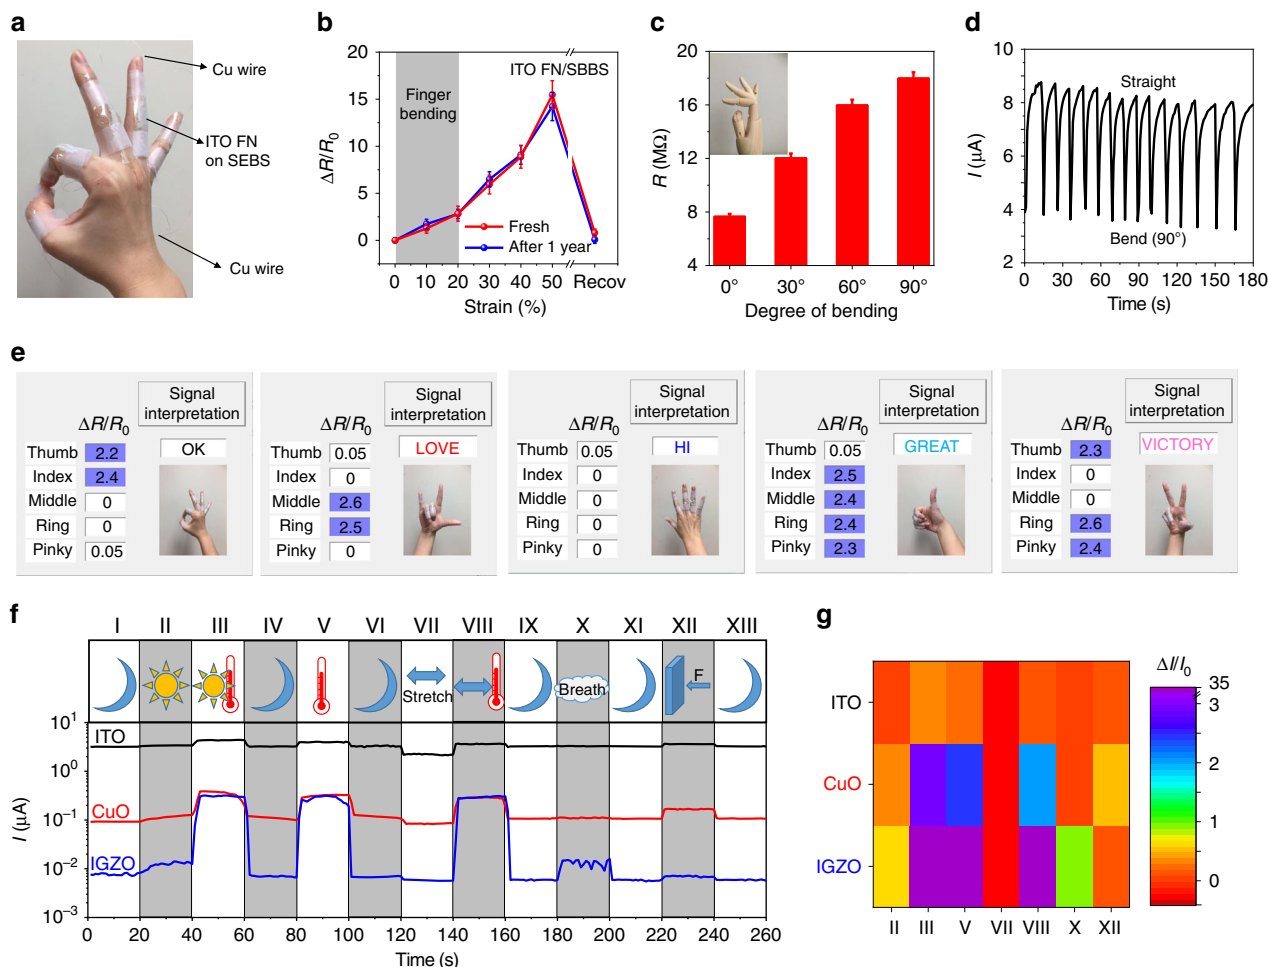 a
Cu wire
ITO FN
on SEBS
Cu wire
b
20
15
10
5
0
ΔR/R0
ITO FN/SBBS
Finger
bending
Fresh
After 1 year
0 10 20 30 40 50 Recov
Strain (%)
c
20
16
12
8
4
R (MΩ)
0° 30° 60° 90°
Degree of bending
d
10
8
6
4
2
I (μA)
Straight
Bend (90°)
0 30 60 90 120 150 180
Time (s)
e
Signal
interpretation
ΔR/R0
Thumb 2.2
OK
Index 2.4
Middle 0
Ring 0
Pinky 0.05
Signal
interpretation
ΔR/R0
Thumb 0.05
LOVE
Index 0
Middle 2.6
Ring 2.5
Pinky 0
Signal
interpretation
ΔR/R0
Thumb 0.05
HI
Index 0
Middle 0
Ring 0
Pinky 0
Signal
interpretation
ΔR/R0
Thumb 0.05
GREAT
Index 2.5
Middle 2.4
Ring 2.4
Pinky 2.3
Signal
interpretation
ΔR/R0
Thumb 2.3
VICTORY
Index 0
Middle 0
Ring 2.6
Pinky 2.4
f
I II III IV V VI VII VIII IX X XI XII XIII
Stretch
Breath
F
10^1
10^0
10^−1
10^−2
10^−3
I (μA)
ITO
CuO
IGZO
0 20 40 60 80 100 120 140 160 180 200 220 240 260
Time (s)
g
ITO
CuO
IGZO
II III V VII VIII X XII
ΔI/I0
35
3
2
1
0